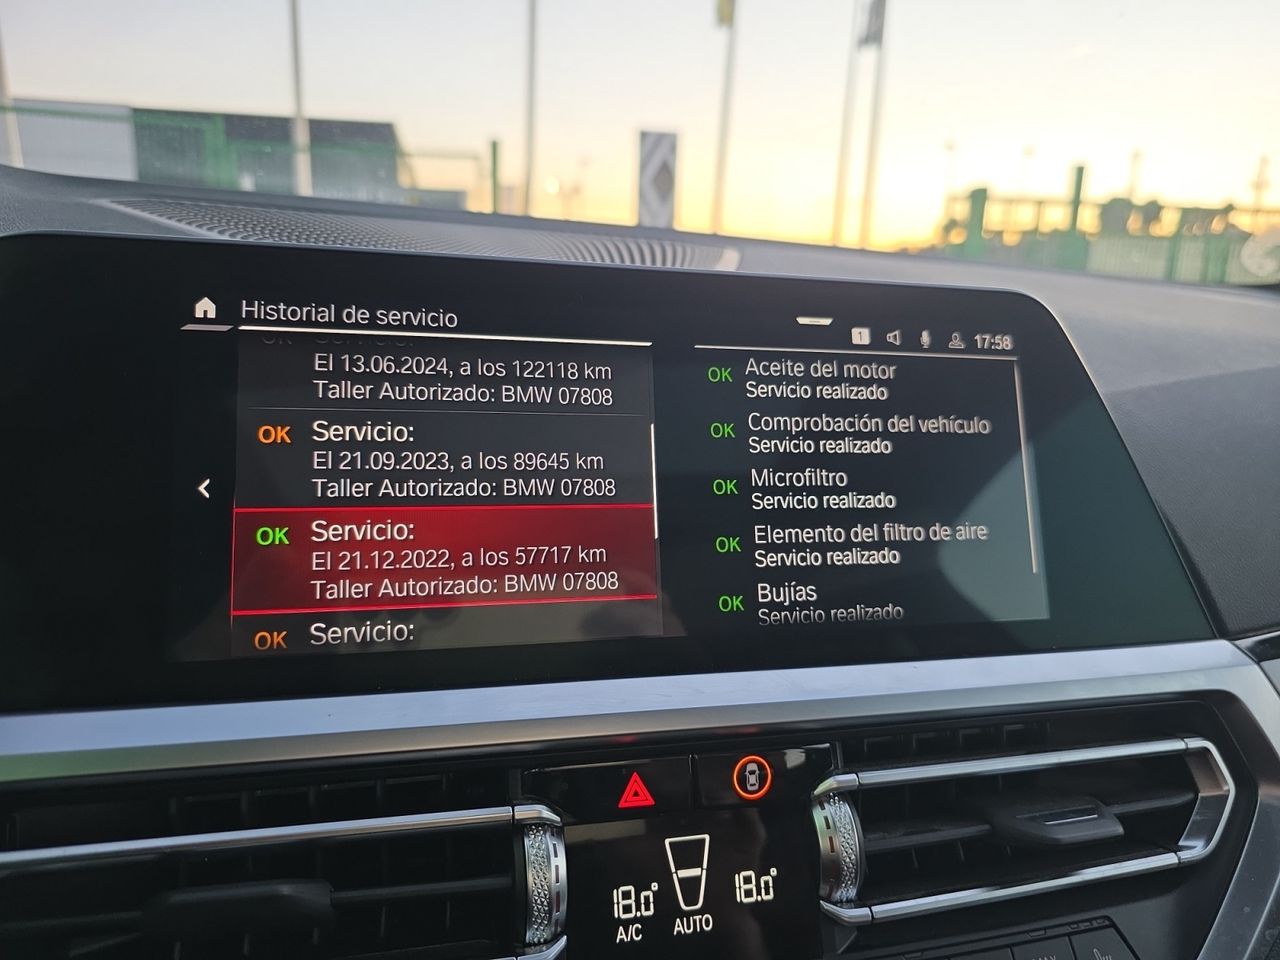 Historial de servicio
1
17:58
El 13.06.2024, a los 122118 km
Taller Autorizado: BMW 07808
OK Servicio:
El 21.09.2023, a los 89645 km
Taller Autorizado: BMW 07808
OK Servicio:
El 21.12.2022, a los 57717 km
Taller Autorizado: BMW 07808
OK Servicio:
OK Aceite del motor
Servicio realizado
OK Comprobación del vehículo
Servicio realizado
OK Microfiltro
Servicio realizado
OK Elemento del filtro de aire
Servicio realizado
OK Bujías
Servicio realizado
18.0°
A/C
AUTO
18.0°